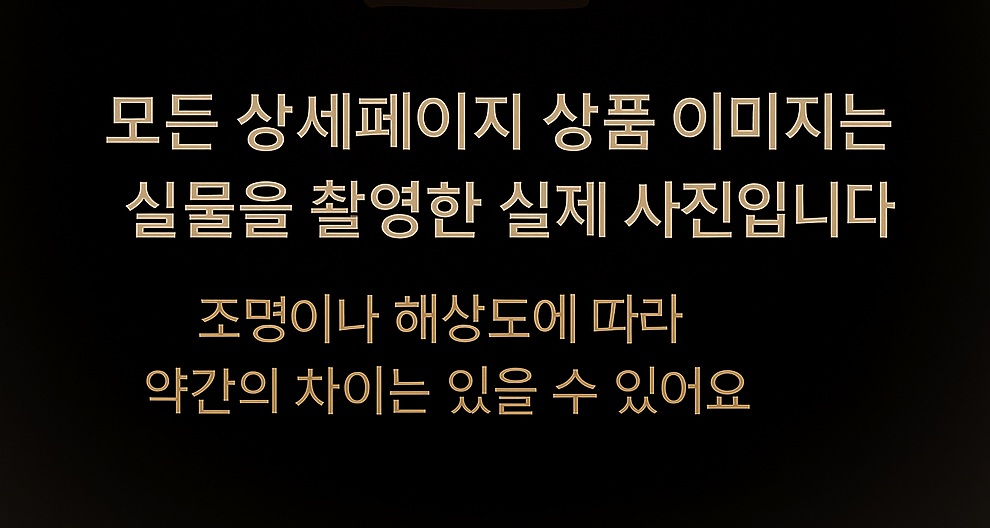 모든 상세페이지 상품 이미지는
실물을 촬영한 실제 사진입니다
조명이나 해상도에 따라
약간의 차이는 있을 수 있어요